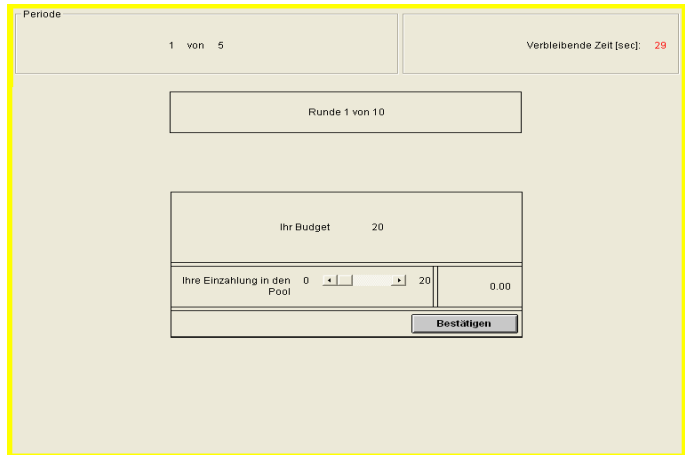 Periode
1 von 5
Verbleibende Zeit [sec]: 29
Runde 1 von 10
Ihr Budget 20
Ihre Einzahlung in den 0 20
Pool
0.00
Bestätigen